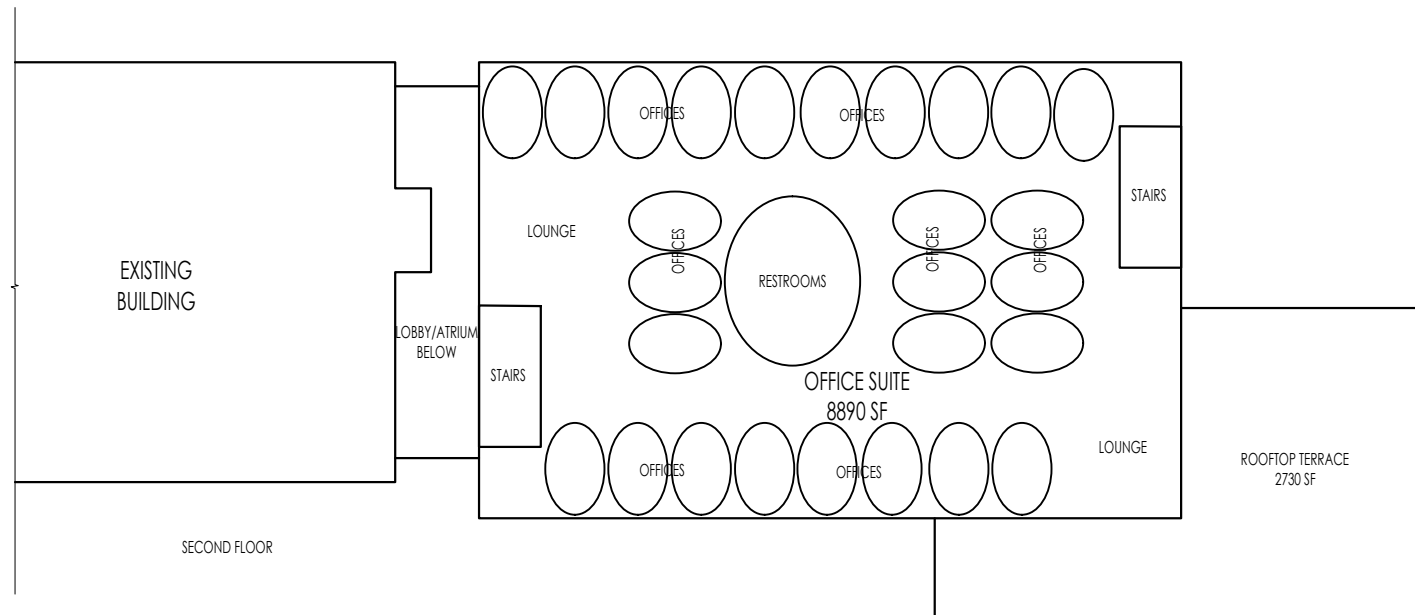 OFFICES
OFFICES
STAIRS
LOUNGE
OFFICES
OFFICES
OFFICES
EXISTING
BUILDING
RESTROOMS
LOBBY/ATRIUM
BELOW
STAIRS
OFFICE SUITE
8890 SF
LOUNGE
OFFICES
OFFICES
ROOFTOP TERRACE
2730 SF
SECOND FLOOR